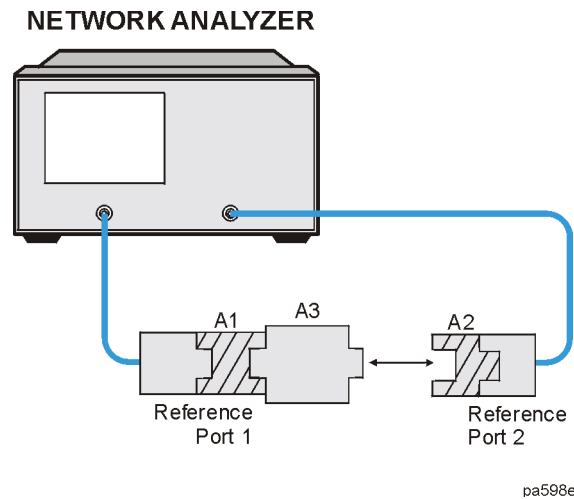 NETWORK ANALYZER
A1
A3
A2
Reference
Port 1
Reference
Port 2
pa598e